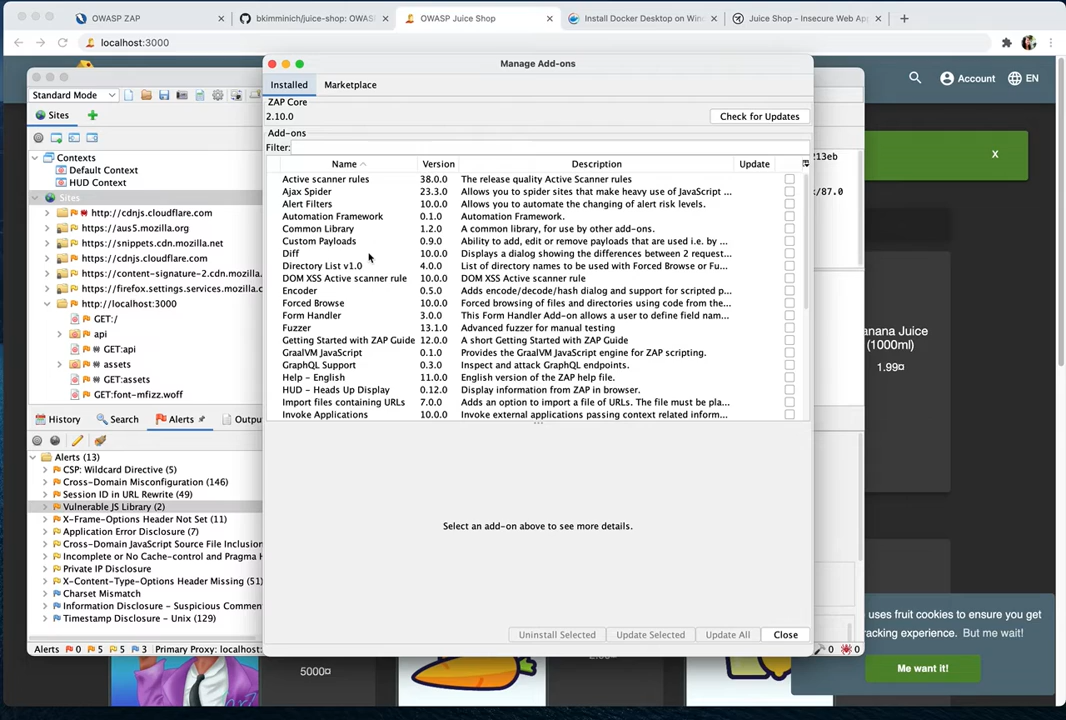 OWASP ZAP
bkimminich/juice-shop: OWAS
OWASP Juice Shop
Install Docker Desktop on Win
Juice Shop - Insecure Web Ap
localhost:3000
Account
EN
Manage Add-ons
Installed
Marketplace
ZAP Core
2.10.0
Check for Updates
Add-ons
Filter:
Name
Version
Description
Update
Active scanner rules 38.0.0 The release quality Active Scanner rules
Ajax Spider 23.3.0 Allows you to spider sites that make heavy use of JavaScript ...
Alert Filters 10.0.0 Allows you to automate the changing of alert risk levels.
Automation Framework 0.1.0 Automation Framework.
Common Library 1.2.0 A common library, for use by other add-ons.
Custom Payloads 0.9.0 Ability to add, edit or remove payloads that are used i.e. by ...
Diff 10.0.0 Displays a dialog showing the differences between 2 request...
Directory List v1.0 4.0.0 List of directory names to be used with Forced Browse or Fu...
DOM XSS Active scanner rule 10.0.0 DOM XSS Active scanner rule
Encoder 0.5.0 Adds encode/decode/hash dialog and support for scripted p...
Forced Browse 10.0.0 Forced browsing of files and directories using code from the...
Form Handler 3.0.0 This Form Handler Add-on allows a user to define field nam...
Fuzzer 13.1.0 Advanced fuzzer for manual testing
Getting Started with ZAP Guide 12.0.0 A short Getting Started with ZAP Guide
GraalVM JavaScript 0.1.0 Provides the GraalVM JavaScript engine for ZAP scripting.
GraphQL Support 0.3.0 Inspect and attack GraphQL endpoints.
Help - English 11.0.0 English version of the ZAP help file.
HUD - Heads Up Display 0.12.0 Display information from ZAP in browser.
Import files containing URLs 7.0.0 Adds an option to import a file of URLs. The file must be pla...
Invoke Applications 10.0.0 Invoke external applications passing context related inform...
Select an add-on above to see more details.
Uninstall Selected
Update Selected
Update All
Close
Standard Mode
Sites
Contexts
Default Context
HUD Context
Sites
http://cdnjs.cloudflare.com
https://aus5.mozilla.org
https://snippets.cdn.mozilla.net
https://cdnjs.cloudflare.com
https://content-signature-2.cdn.mozilla.
https://firefox.settings.services.mozilla.c
http://localhost:3000
GET:/
api
GET:api
assets
GET:assets
GET:font-mfizz.woff
History
Search
Alerts
Outpu
Alerts (13)
CSP: Wildcard Directive (5)
Cross-Domain Misconfiguration (146)
Session ID in URL Rewrite (49)
Vulnerable JS Library (2)
X-Frame-Options Header Not Set (11)
Application Error Disclosure (7)
Cross-Domain JavaScript Source File Inclusion
Incomplete or No Cache-control and Pragma H
Private IP Disclosure
X-Content-Type-Options Header Missing (51)
Charset Mismatch
Information Disclosure - Suspicious Commen
Timestamp Disclosure - Unix (129)
Alerts 0 5 5 3 Primary Proxy: localhost:
0 0
213eb
/87.0
X
anana Juice
(1000ml)
1.99¤
5000¤
uses fruit cookies to ensure you get
racking experience. But me wait!
Me want it!